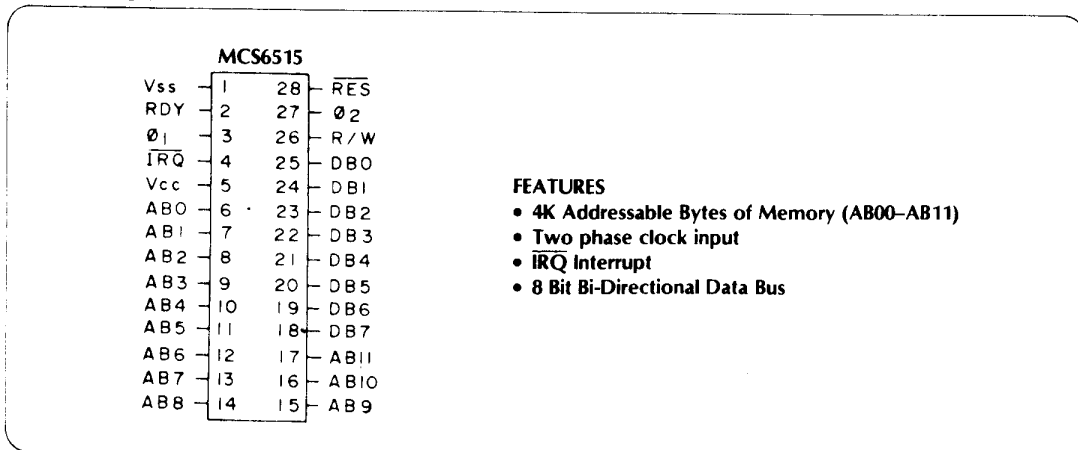 MCS6515
Vss 1 28 R̅E̅S̅
RDY 2 27 Ø2
Ø1 3 26 R/W
I̅R̅Q̅ 4 25 DB0
Vcc 5 24 DB1
AB0 6 23 DB2
AB1 7 22 DB3
AB2 8 21 DB4
AB3 9 20 DB5
AB4 10 19 DB6
AB5 11 18 DB7
AB6 12 17 AB11
AB7 13 16 AB10
AB8 14 15 AB9
FEATURES
• 4K Addressable Bytes of Memory (AB00–AB11)
• Two phase clock input
• I̅R̅Q̅ Interrupt
• 8 Bit Bi-Directional Data Bus